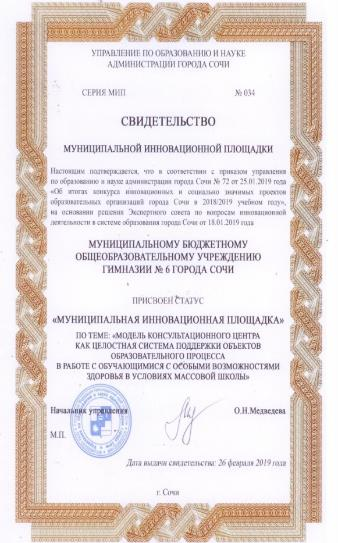 УПРАВЛЕНИЕ ПО ОБРАЗОВАНИЮ И НАУКЕ
АДМИНИСТРАЦИИ ГОРОДА СОЧИ
СЕРИЯ МИП № 034
СВИДЕТЕЛЬСТВО
МУНИЦИПАЛЬНОЙ ИННОВАЦИОННОЙ ПЛОЩАДКИ
Настоящим подтверждается, что в соответствии с приказом управления
по образованию и науке администрации города Сочи № 72 от 25.01.2019 года
«Об итогах конкурса инновационных и социально значимых проектов
образовательных организаций города Сочи в 2018/2019 учебном году»,
на основании решения Экспертного совета по вопросам инновационной
деятельности в системе образования города Сочи от 18.01.2019 года
МУНИЦИПАЛЬНОМУ БЮДЖЕТНОМУ
ОБЩЕОБРАЗОВАТЕЛЬНОМУ УЧРЕЖДЕНИЮ
ГИМНАЗИИ № 6 ГОРОДА СОЧИ
ПРИСВОЕН СТАТУС
«МУНИЦИПАЛЬНАЯ ИННОВАЦИОННАЯ ПЛОЩАДКА»
ПО ТЕМЕ: «МОДЕЛЬ КОНСУЛЬТАЦИОННОГО ЦЕНТРА
КАК ЦЕЛОСТНАЯ СИСТЕМА ПОДДЕРЖКИ ОБЪЕКТОВ
ОБРАЗОВАТЕЛЬНОГО ПРОЦЕССА
В РАБОТЕ С ОБУЧАЮЩИМИСЯ С ОСОБЫМИ ВОЗМОЖНОСТЯМИ
ЗДОРОВЬЯ В УСЛОВИЯХ МАССОВОЙ ШКОЛЫ»
Начальник управления О.Н.Медведева
М.П.
Дата выдачи свидетельства: 26 февраля 2019 года
г. Сочи